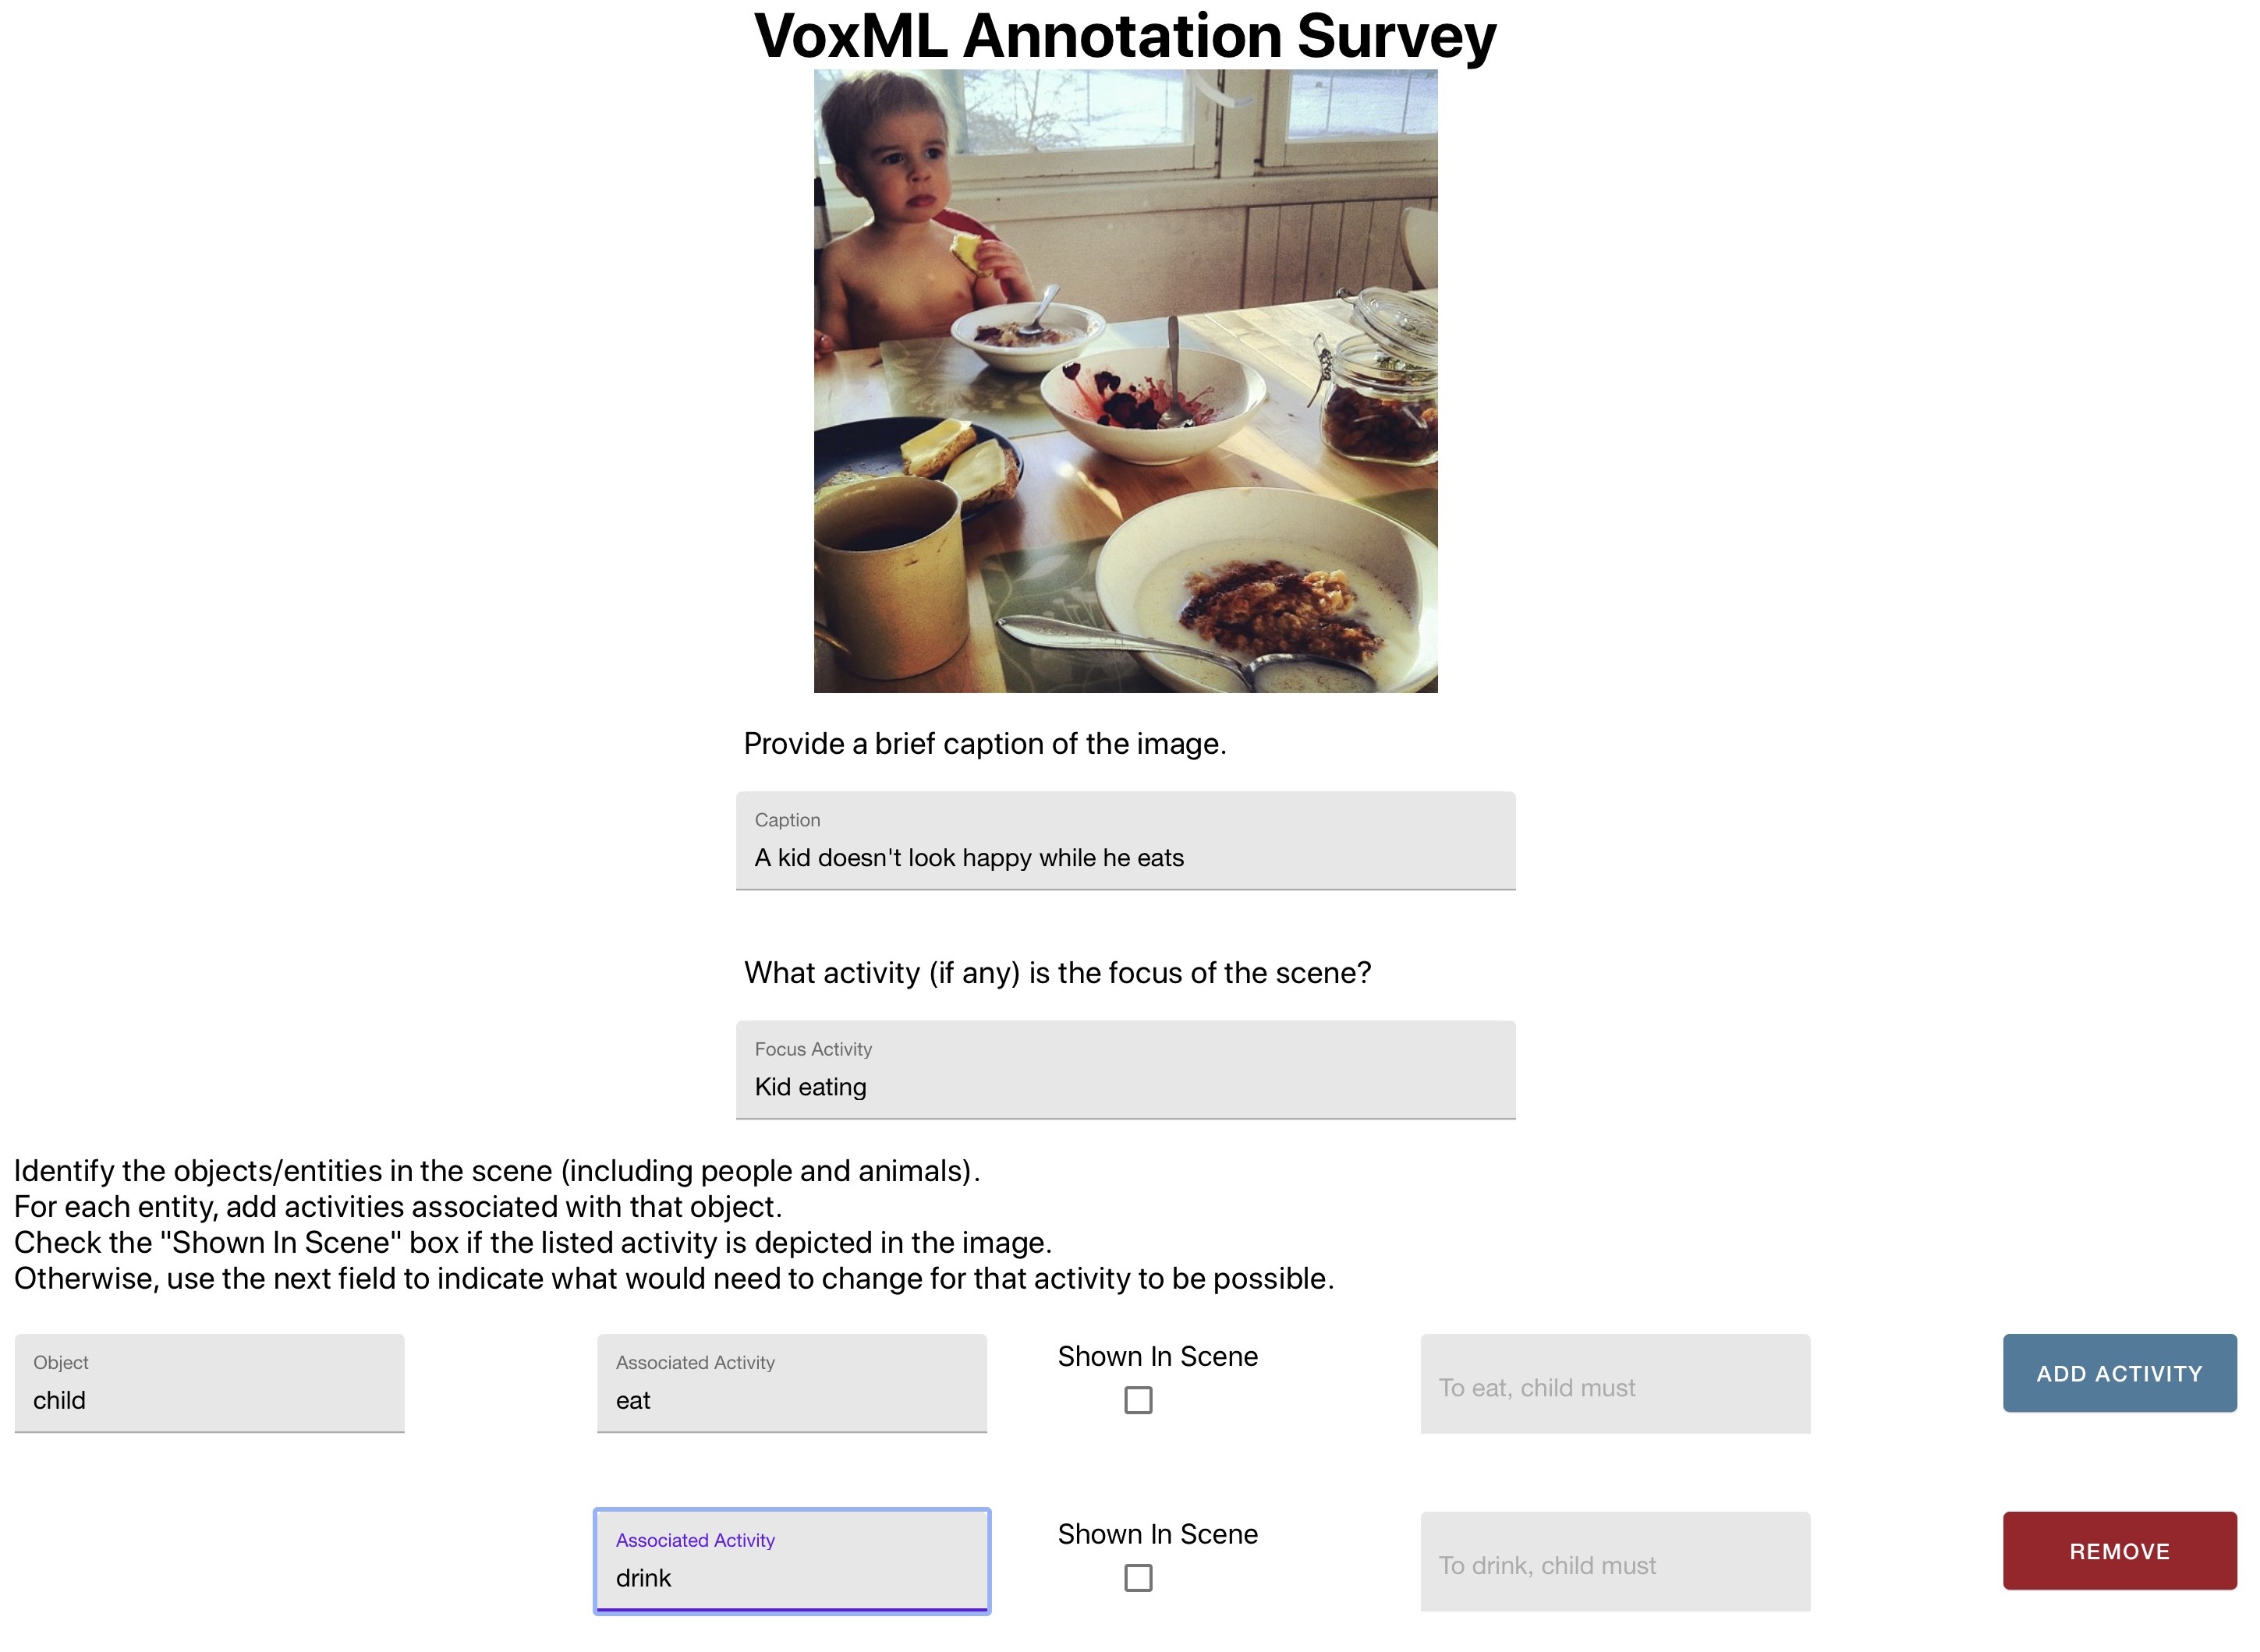 VoxML Annotation Survey
Provide a brief caption of the image.
Caption
A kid doesn't look happy while he eats
What activity (if any) is the focus of the scene?
Focus Activity
Kid eating
Identify the objects/entities in the scene (including people and animals).
For each entity, add activities associated with that object.
Check the "Shown In Scene" box if the listed activity is depicted in the image.
Otherwise, use the next field to indicate what would need to change for that activity to be possible.
Object
child
Associated Activity
eat
Shown In Scene
To eat, child must
ADD ACTIVITY
Associated Activity
drink
Shown In Scene
To drink, child must
REMOVE